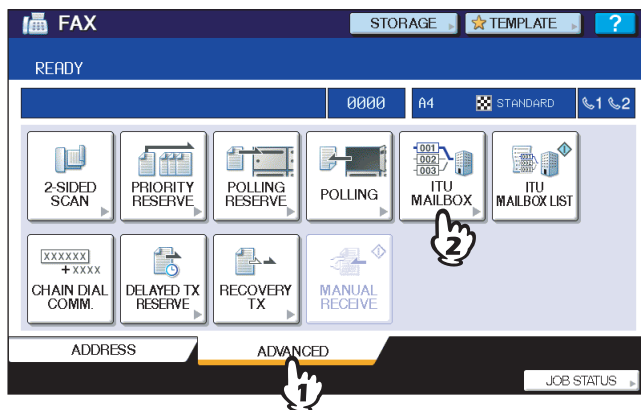 FAX
STORAGE
TEMPLATE
?
READY
0000
A4
STANDARD
1
2
2-SIDED
SCAN
PRIORITY
RESERVE
POLLING
RESERVE
POLLING
001
002
003
ITU
MAILBOX
ITU
MAILBOX LIST
2
XXXXXX
+ XXXX
CHAIN DIAL
COMM.
DELAYED TX
RESERVE
RECOVERY
TX
MANUAL
RECEIVE
ADDRESS
ADVANCED
1
JOB STATUS